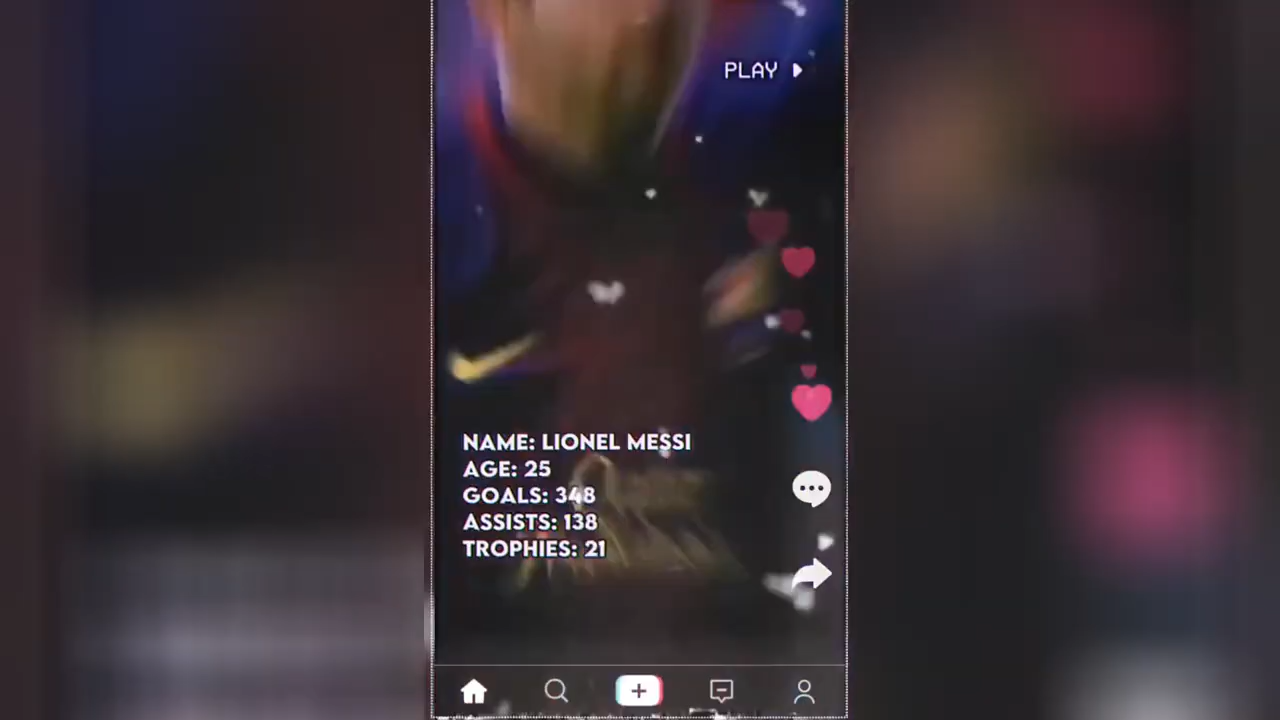 PLAY
NAME: LIONEL MESSI
AGE: 25
GOALS: 348
ASSISTS: 138
TROPHIES: 21